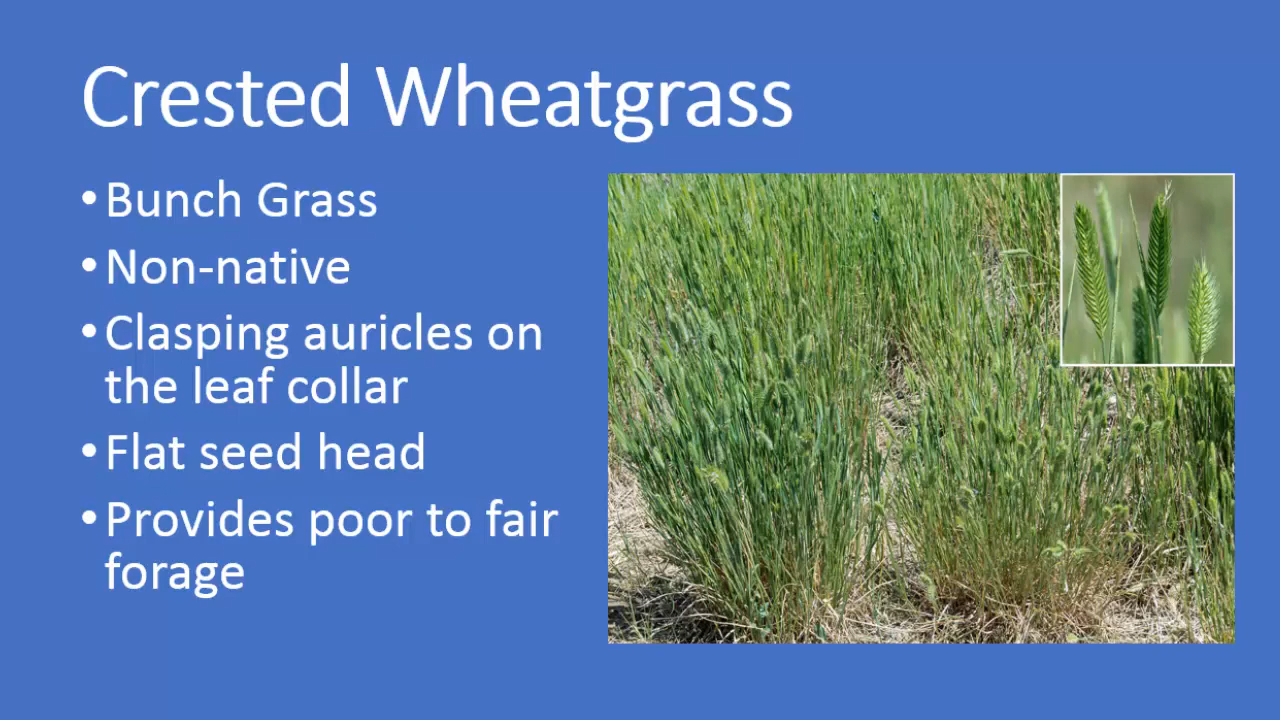 Crested Wheatgrass
•Bunch Grass
•Non-native
•Clasping auricles on
the leaf collar
•Flat seed head
•Provides poor to fair
forage